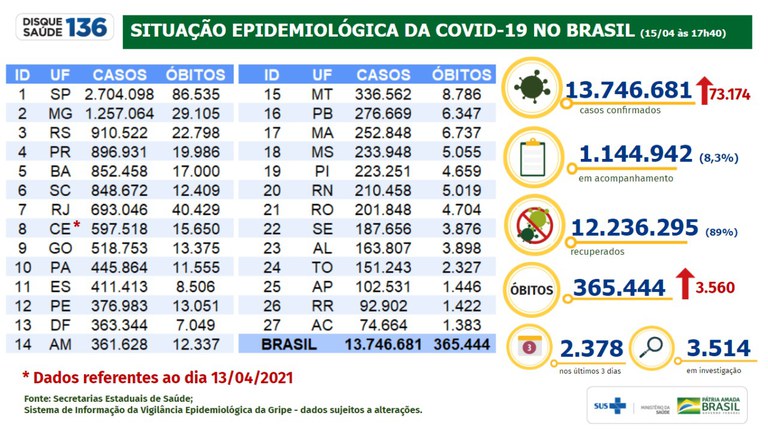 DISQUE
SAÚDE 136
SITUAÇÃO EPIDEMIOLÓGICA DA COVID-19 NO BRASIL (15/04 às 17h40)
ID UF CASOS ÓBITOS
1 SP 2.704.098 86.535
2 MG 1.257.064 29.105
3 RS 910.522 22.798
4 PR 896.931 19.986
5 BA 852.458 17.000
6 SC 848.672 12.409
7 RJ 693.046 40.429
8 CE* 597.518 15.650
9 GO 518.753 13.375
10 PA 445.864 11.555
11 ES 411.413 8.506
12 PE 376.983 13.051
13 DF 363.344 7.049
14 AM 361.628 12.337
ID UF CASOS ÓBITOS
15 MT 336.562 8.786
16 PB 276.669 6.347
17 MA 252.848 6.737
18 MS 233.948 5.055
19 PI 223.251 4.659
20 RN 210.458 5.019
21 RO 201.848 4.704
22 SE 187.656 3.876
23 AL 163.807 3.898
24 TO 151.243 2.327
25 AP 102.531 1.446
26 RR 92.902 1.422
27 AC 74.664 1.383
BRASIL 13.746.681 365.444
13.746.681 73.174
casos confirmados
1.144.942 (8,3%)
em acompanhamento
12.236.295 (89%)
recuperados
ÓBITOS 365.444 3.560
3
2.378
nos últimos 3 dias
3.514
em investigação
* Dados referentes ao dia 13/04/2021
Fonte: Secretarias Estaduais de Saúde;
Sistema de Informação da Vigilância Epidemiológica da Gripe - dados sujeitos a alterações.
SUS
MINISTÉRIO DA
SAÚDE
PÁTRIA AMADA
BRASIL
GOVERNO FEDERAL